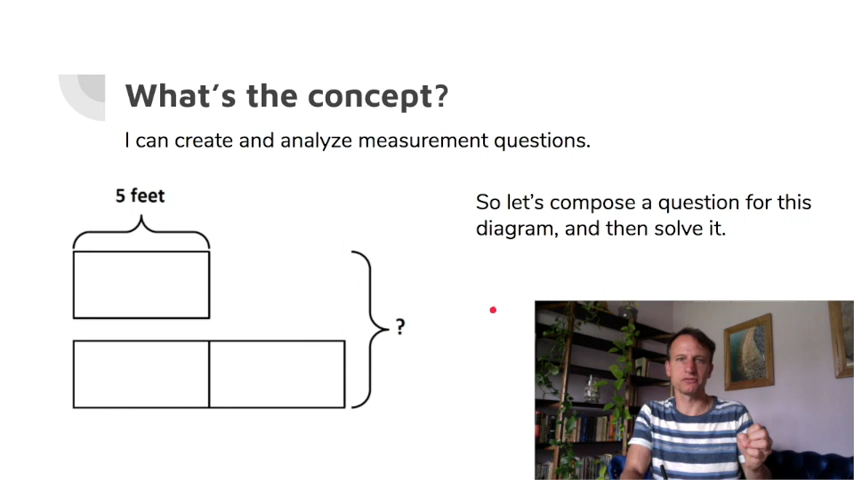 What's the concept?
I can create and analyze measurement questions.
5 feet
?
So let's compose a question for this
diagram, and then solve it.